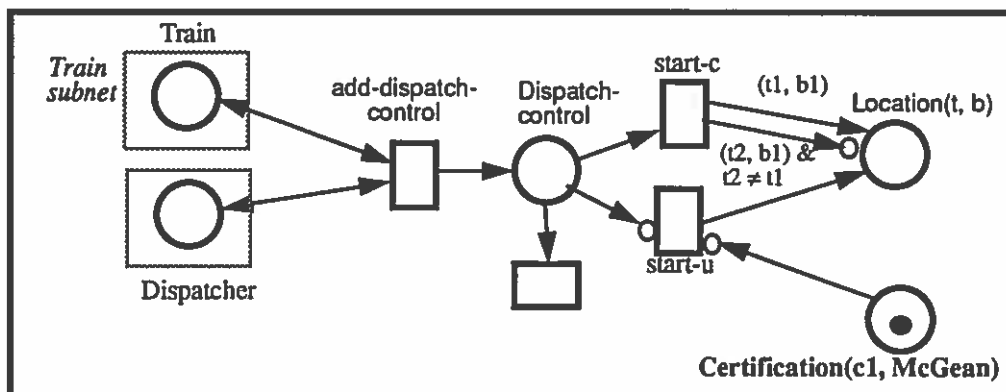 Train
Train
subnet
add-dispatch-
control
Dispatch-
control
start-c
(t1, b1)
Location(t, b)
(t2, b1) &
t2 ≠ t1
start-u
Dispatcher
Certification(c1, McGean)